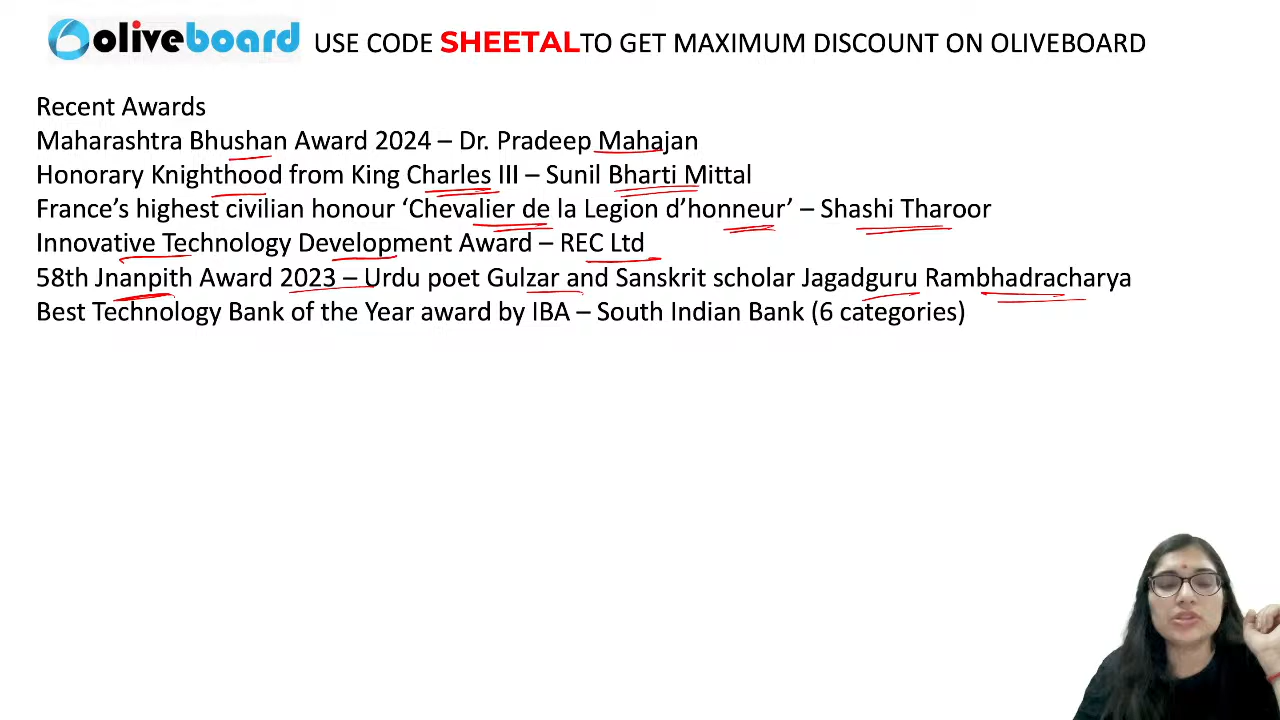 oliveboard USE CODE SHEETALTO GET MAXIMUM DISCOUNT ON OLIVEBOARD
Recent Awards
Maharashtra Bhushan Award 2024 – Dr. Pradeep Mahajan
Honorary Knighthood from King Charles III – Sunil Bharti Mittal
France’s highest civilian honour ‘Chevalier de la Legion d’honneur’ – Shashi Tharoor
Innovative Technology Development Award – REC Ltd
58th Jnanpith Award 2023 – Urdu poet Gulzar and Sanskrit scholar Jagadguru Rambhadracharya
Best Technology Bank of the Year award by IBA – South Indian Bank (6 categories)